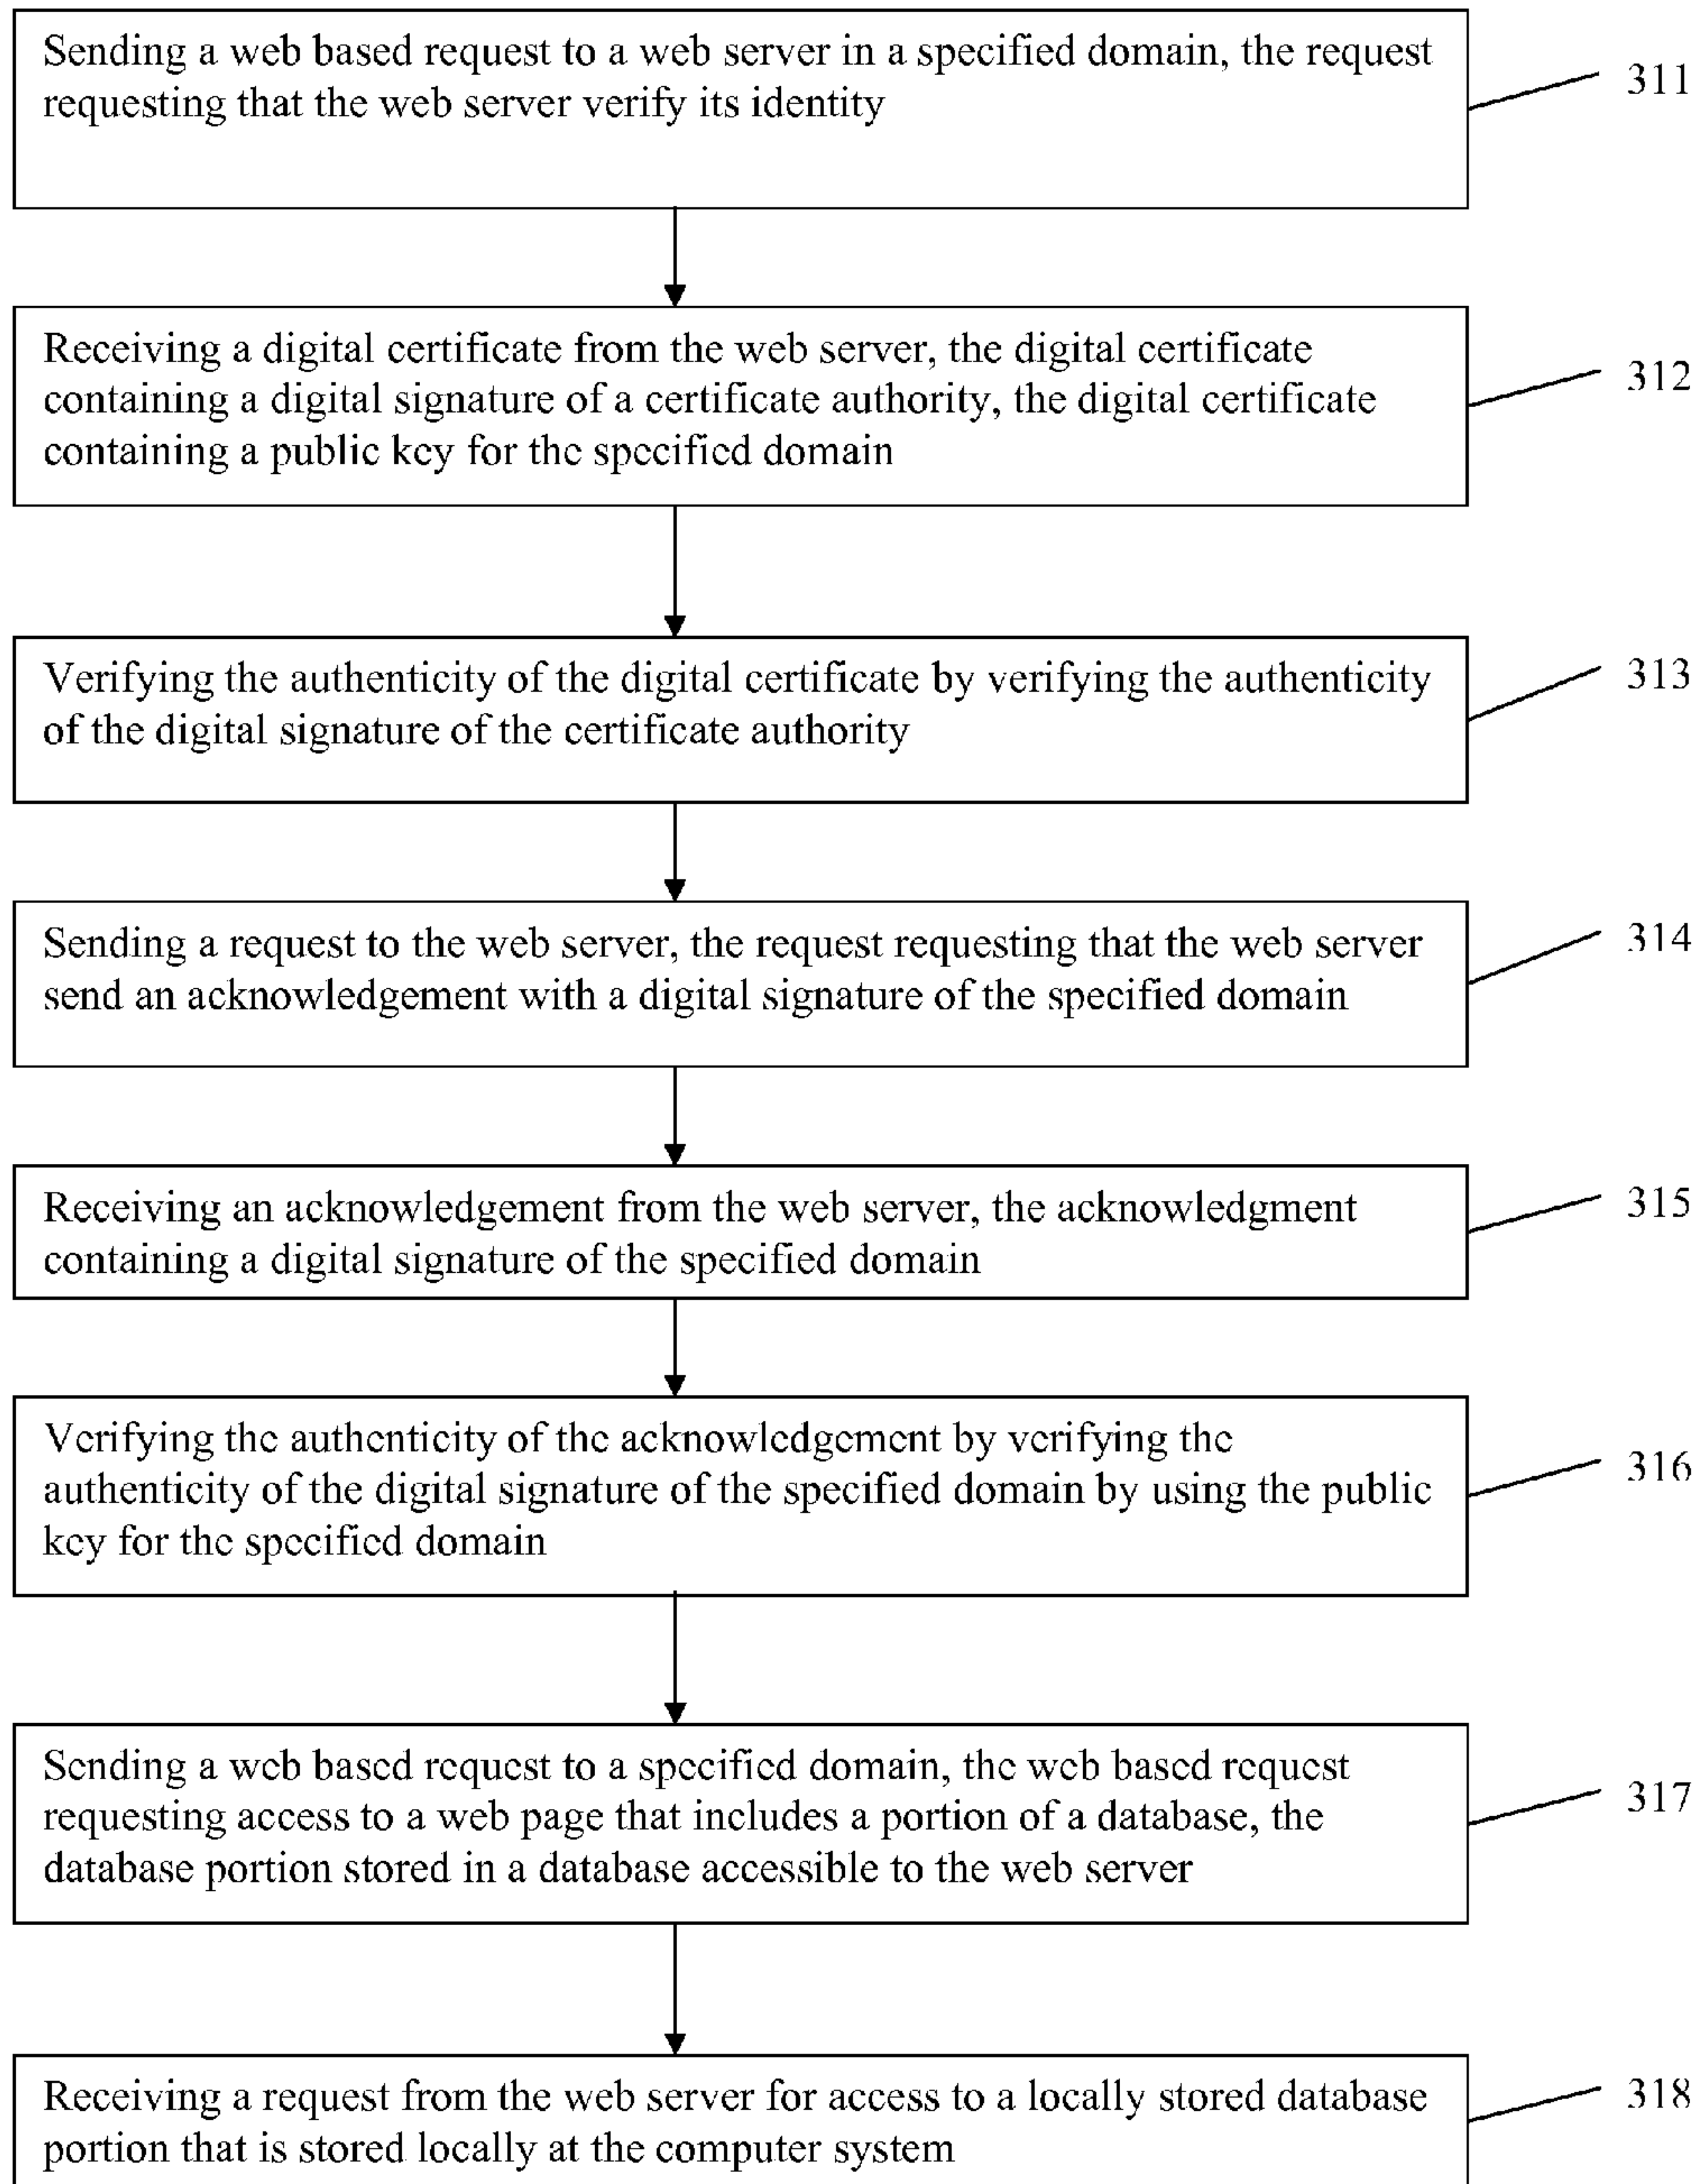 Sending a web based request to a web server in a specified domain, the request
requesting that the web server verify its identity
311
Receiving a digital certificate from the web server, the digital certificate
containing a digital signature of a certificate authority, the digital certificate
containing a public key for the specified domain
312
Verifying the authenticity of the digital certificate by verifying the authenticity
of the digital signature of the certificate authority
313
Sending a request to the web server, the request requesting that the web server
send an acknowledgement with a digital signature of the specified domain
314
Receiving an acknowledgement from the web server, the acknowledgment
containing a digital signature of the specified domain
315
Verifying the authenticity of the acknowledgement by verifying the
authenticity of the digital signature of the specified domain by using the public
key for the specified domain
316
Sending a web based request to a specified domain, the web based request
requesting access to a web page that includes a portion of a database, the
database portion stored in a database accessible to the web server
317
Receiving a request from the web server for access to a locally stored database
portion that is stored locally at the computer system
318